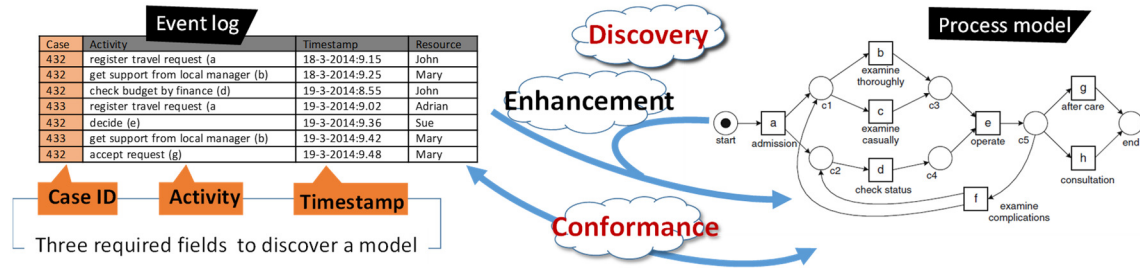 Event log
Case Activity Timestamp Resource
432 register travel request (a 18-3-2014:9.15 John
432 get support from local manager (b) 18-3-2014:9.25 Mary
432 check budget by finance (d) 19-3-2014:8.55 John
433 register travel request (a 19-3-2014:9.02 Adrian
432 decide (e) 19-3-2014:9.36 Sue
433 get support from local manager (b) 19-3-2014:9.42 Mary
432 accept request (g) 19-3-2014:9.48 Mary
Case ID
Activity
Timestamp
Three required fields to discover a model
Discovery
Enhancement
Conformance
Process model
start
a
admission
c1
c2
b
examine
thoroughly
c
examine
casually
d
check status
c3
c4
e
operate
c5
f
examine
complications
g
after care
h
consultation
end